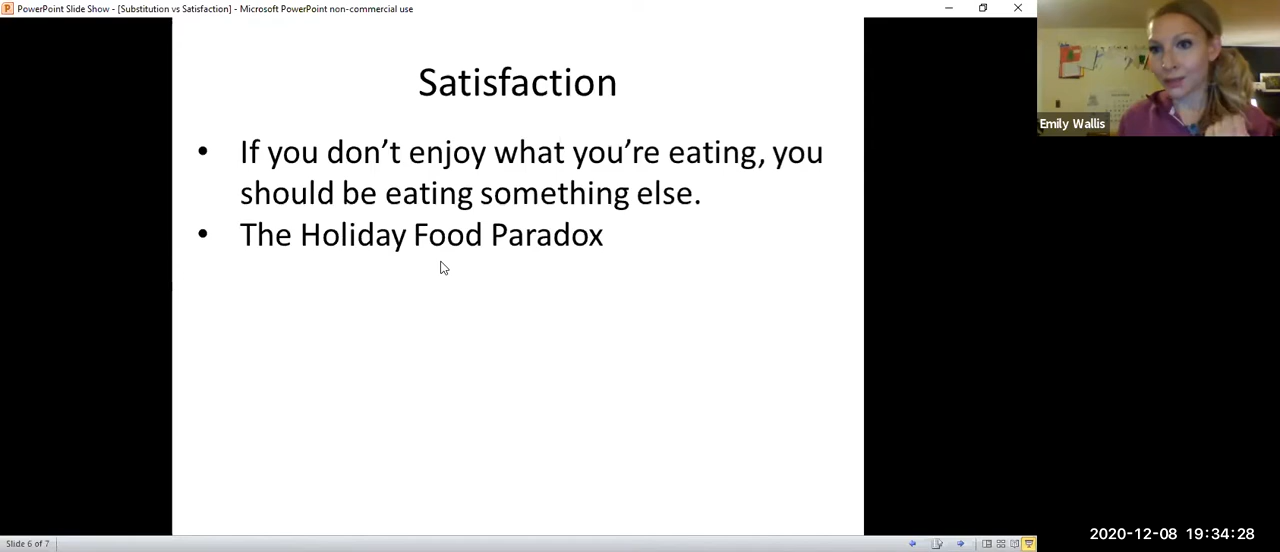 PowerPoint Slide Show - [Substitution vs Satisfaction] - Microsoft PowerPoint non-commercial use
Satisfaction
Emily Wallis
• If you don’t enjoy what you’re eating, you
should be eating something else.
• The Holiday Food Paradox
2020-12-08 19:34:28
Slide 6 of 7